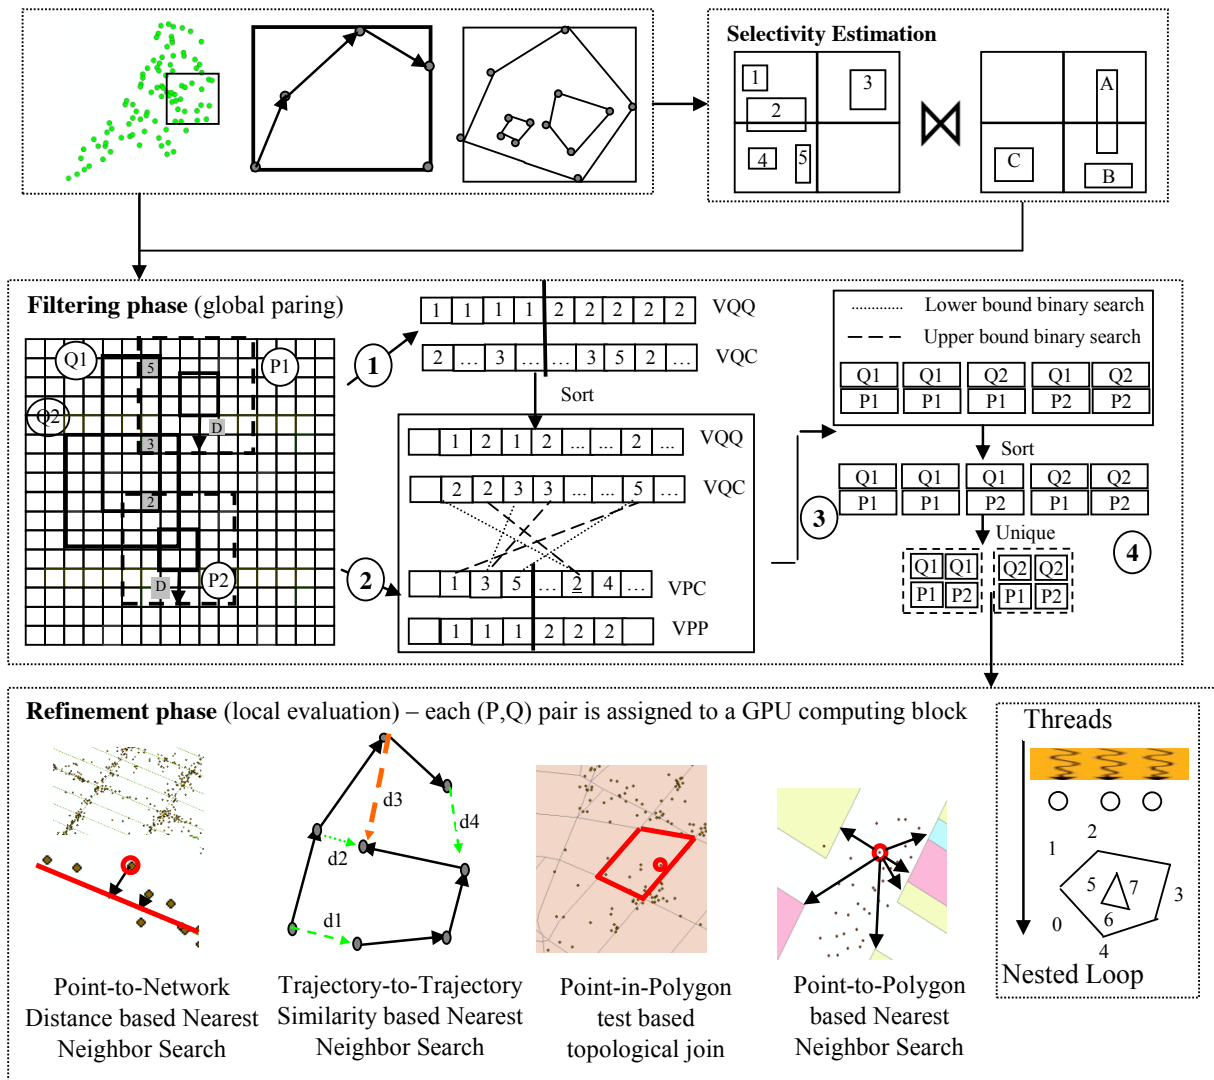 Selectivity Estimation
1
2
3
4
5
A
C
B
Filtering phase (global paring)
Q1
P1
Q2
5
3
2
D
D
P2
1
2
1 1 1 1 2 2 2 2 2 VQQ
2 ... 3 ... ... 3 5 2 ... VQC
Sort
1 2 1 2 ... ... 2 ... VQQ
2 2 3 3 ... ... 5 ... VQC
1 3 5 ... 2 4 ... VPC
1 1 1 2 2 2 VPP
3
Lower bound binary search
Upper bound binary search
Q1 Q1 Q2 Q1 Q2
P1 P1 P1 P2 P2
Sort
Q1 Q1 Q1 Q2 Q2
P1 P1 P2 P1 P2
Unique
4
Q1 Q1 Q2 Q2
P1 P2 P1 P2
Refinement phase (local evaluation) – each (P,Q) pair is assigned to a GPU computing block
d3
d4
d2
d1
Point-to-Network
Distance based Nearest
Neighbor Search
Trajectory-to-Trajectory
Similarity based Nearest
Neighbor Search
Point-in-Polygon
test based
topological join
Point-to-Polygon
based Nearest
Neighbor Search
Threads
2
1
5 7
3
6
0
4
Nested Loop